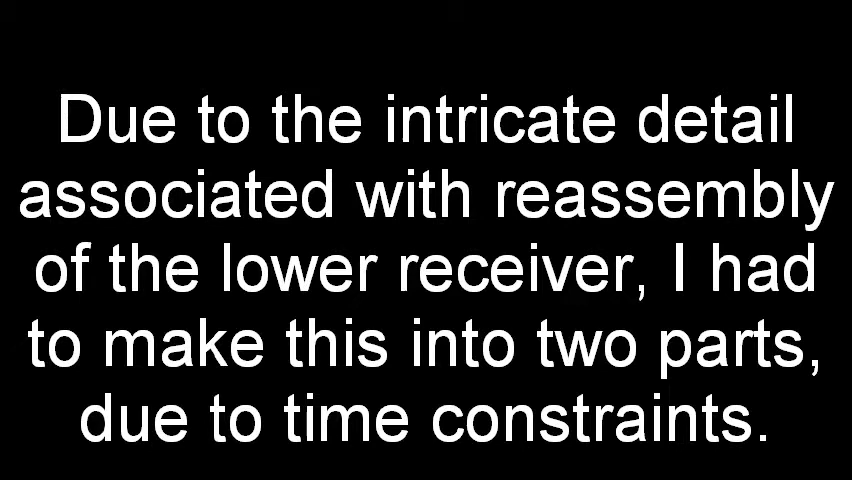 Due to the intricate detail
associated with reassembly
of the lower receiver, I had
to make this into two parts,
due to time constraints.